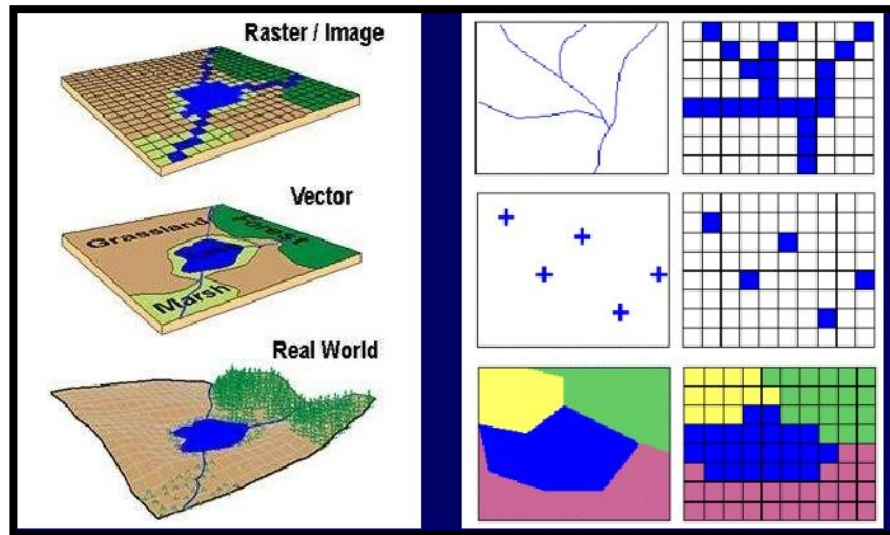 Raster / Image
Vector
Grassland
Forest
Marsh
Real World